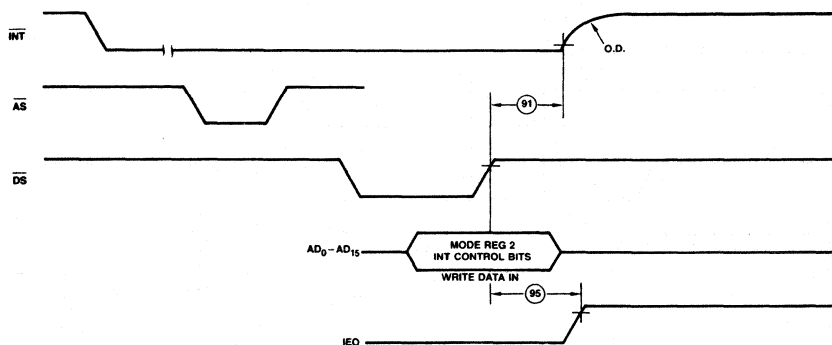 INT
O.D.
91
AS
DS
AD0–AD15
MODE REG 2
INT CONTROL BITS
WRITE DATA IN
95
IEO